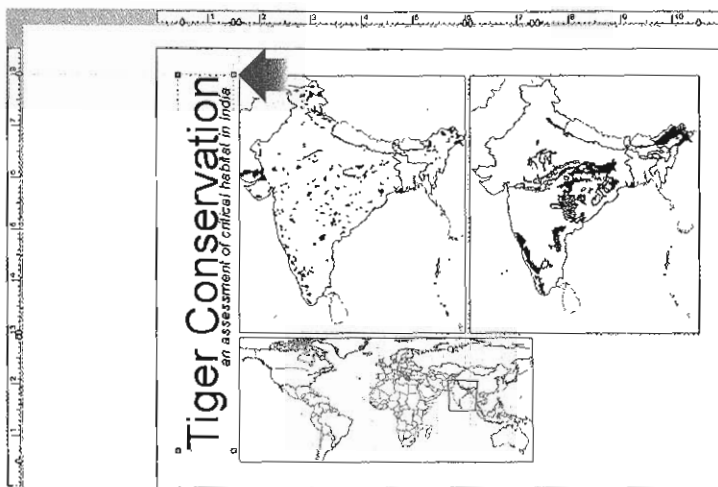 Tiger Conservation
an assessment of critical habitat in India